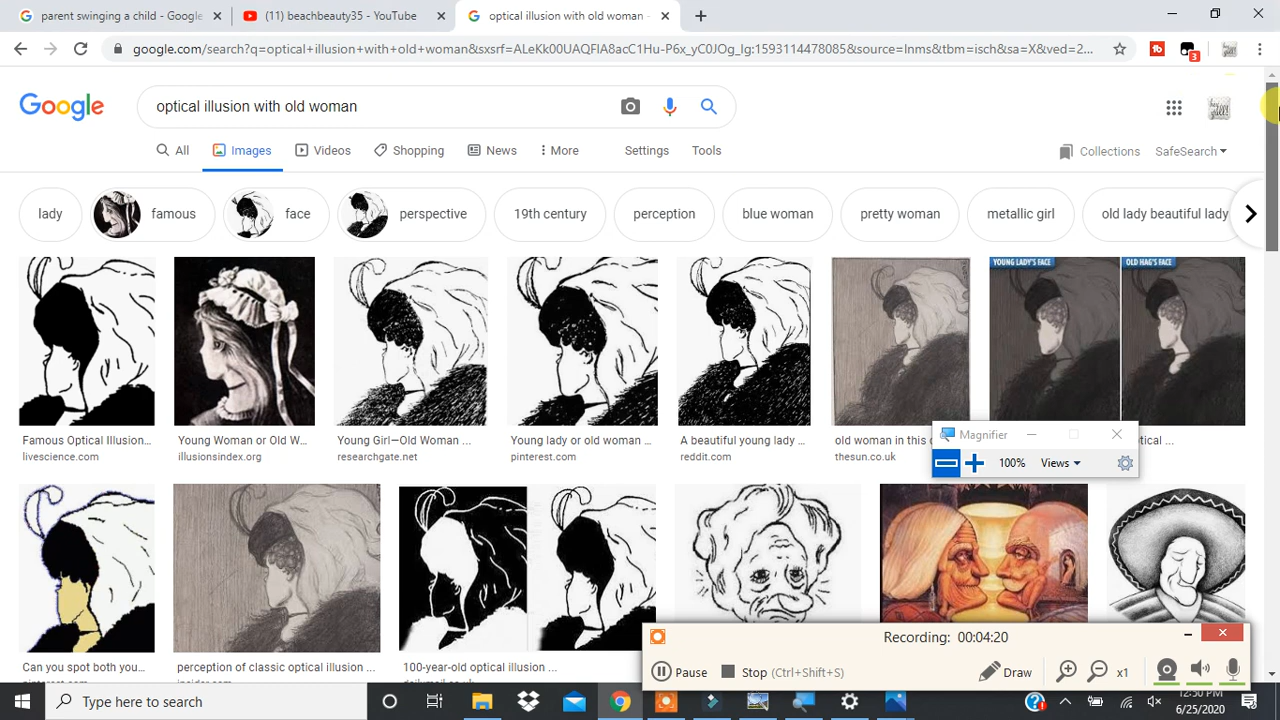 parent swinging a child - Google
(11) beachbeauty35 - YouTube
optical illusion with old woman -
google.com/search?q=optical+illusion+with+old+woman&sxsrf=ALeKk00UAQFIA8acC1Hu-P6x_yC0JOg_Ig:1593114478085&source=lnms&tbm=isch&sa=X&ved=2...
3
Google
optical illusion with old woman
All Images Videos Shopping News More Settings Tools
Collections SafeSearch
lady famous face perspective 19th century perception blue woman pretty woman metallic girl old lady beautiful lady
YOUNG LADY'S FACE OLD HAG'S FACE
Famous Optical Illusion... Young Woman or Old W... Young Girl—Old Woman ... Young lady or old woman ... A beautiful young lady ... old woman in this
livescience.com illusionsindex.org researchgate.net pinterest.com reddit.com thesun.co.uk
Magnifier
100% Views
Can you spot both you... perception of classic optical illusion ... 100-year-old optical illusion ...
Recording: 00:04:20
Pause Stop (Ctrl+Shift+S) Draw x1
Type here to search
12:50 PM
6/25/2020